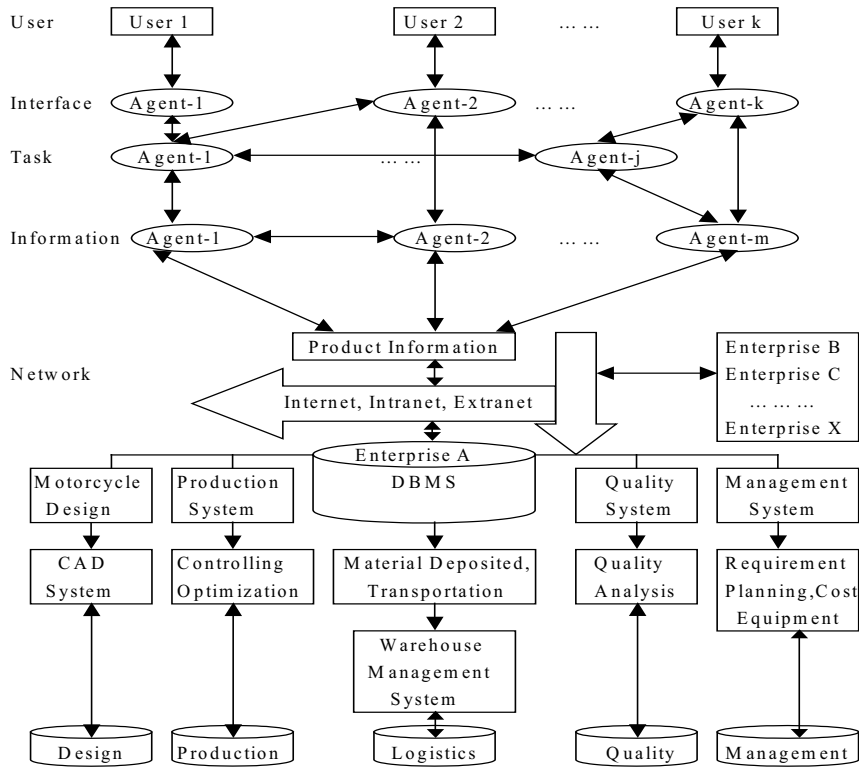 User
User 1
User 2
... ...
User k
Interface
Agent-1
Agent-2
... ...
Agent-k
Task
Agent-1
... ...
Agent-j
Information
Agent-1
Agent-2
... ...
Agent-m
Product Information
Network
Internet, Intranet, Extranet
Enterprise B
Enterprise C
... ... ...
Enterprise X
Enterprise A
DBMS
Motorcycle
Design
Production
System
Quality
System
Management
System
CAD
System
Controlling
Optimization
Material Deposited,
Transportation
Quality
Analysis
Requirement
Planning,Cost
Equipment
Warehouse
Management
System
Design
Production
Logistics
Quality
Management